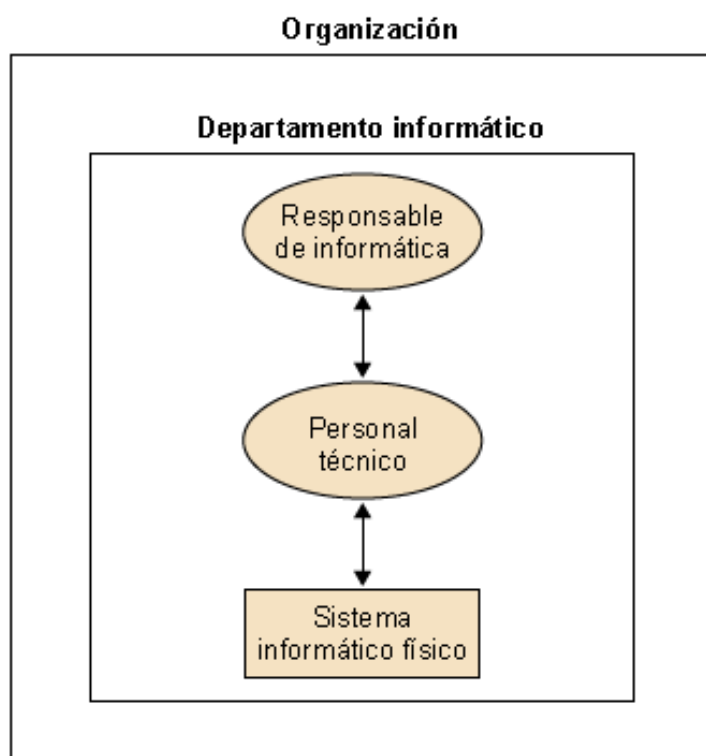 Organización
Departamento informático
Responsable
de informática
Personal
técnico
Sistema
informático físico